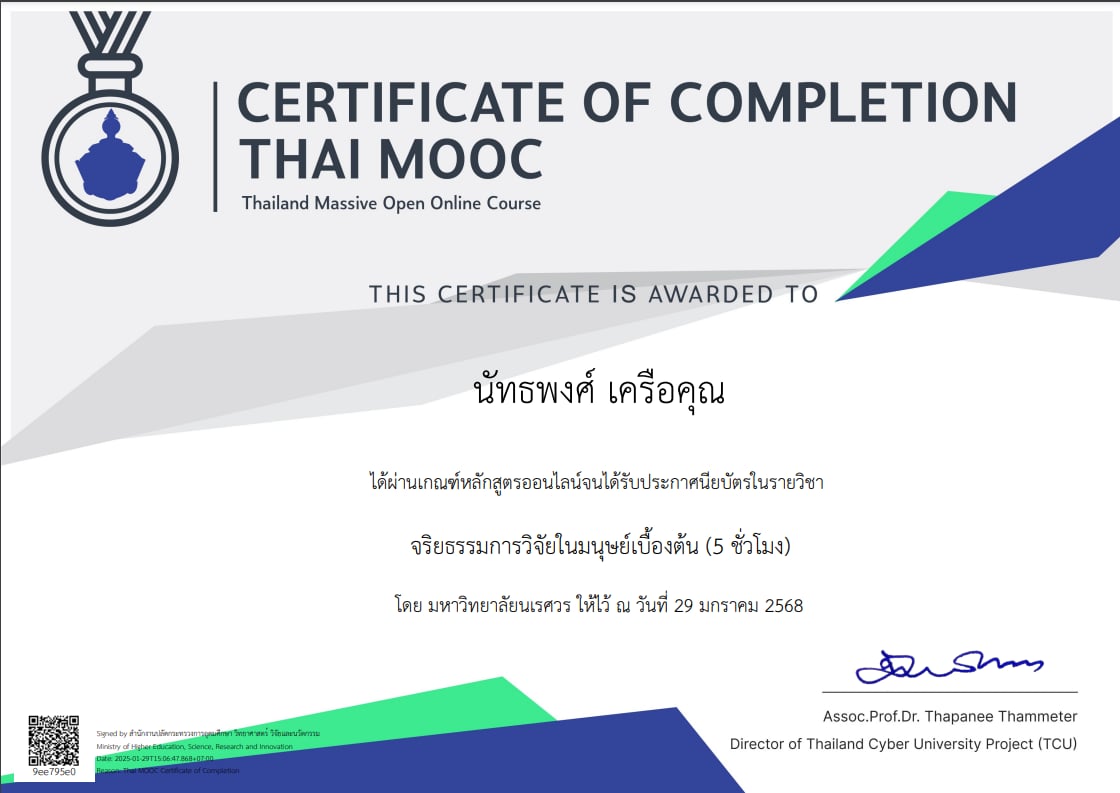 CERTIFICATE OF COMPLETION
THAI MOOC
Thailand Massive Open Online Course
THIS CERTIFICATE IS AWARDED TO
นัทธพงศ์ เครือคุณ
ได้ผ่านเกณฑ์หลักสูตรออนไลน์จนได้รับประกาศนียบัตรในรายวิชา
จริยธรรมการวิจัยในมนุษย์เบื้องต้น (5 ชั่วโมง)
โดย มหาวิทยาลัยนเรศวร ให้ไว้ ณ วันที่ 29 มกราคม 2568
Assoc.Prof.Dr. Thapanee Thammeter
Director of Thailand Cyber University Project (TCU)
Signed by สำนักงานปลัดกระทรวงการอุดมศึกษา วิทยาศาสตร์ วิจัยและนวัตกรรม
Ministry of Higher Education, Science, Research and Innovation
Date: 2025-01-29T15:06:47.868+07:00
Reason: Thai MOOC Certificate of Completion
9ee795e0